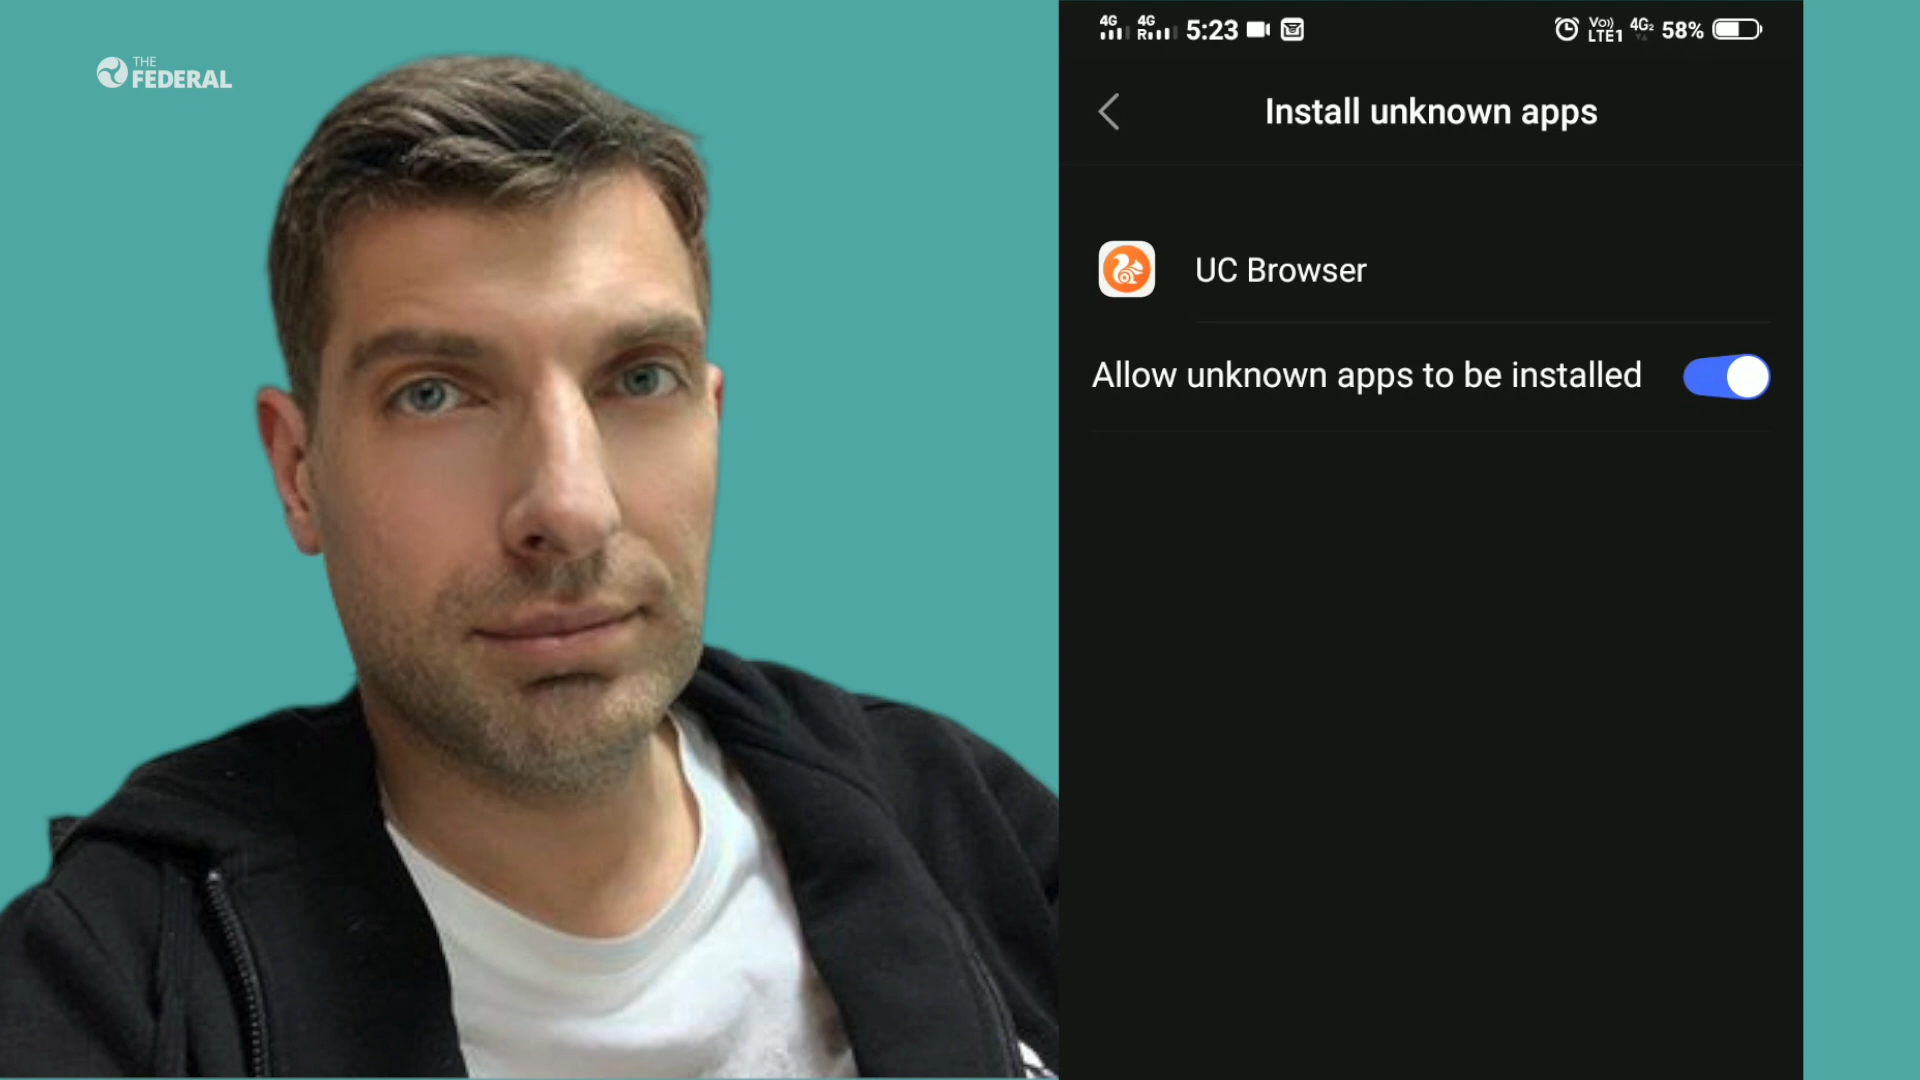 THE
FEDERAL
4G 4G R 5:23
Vo)) LTE1 4G2 58%
Install unknown apps
UC Browser
Allow unknown apps to be installed